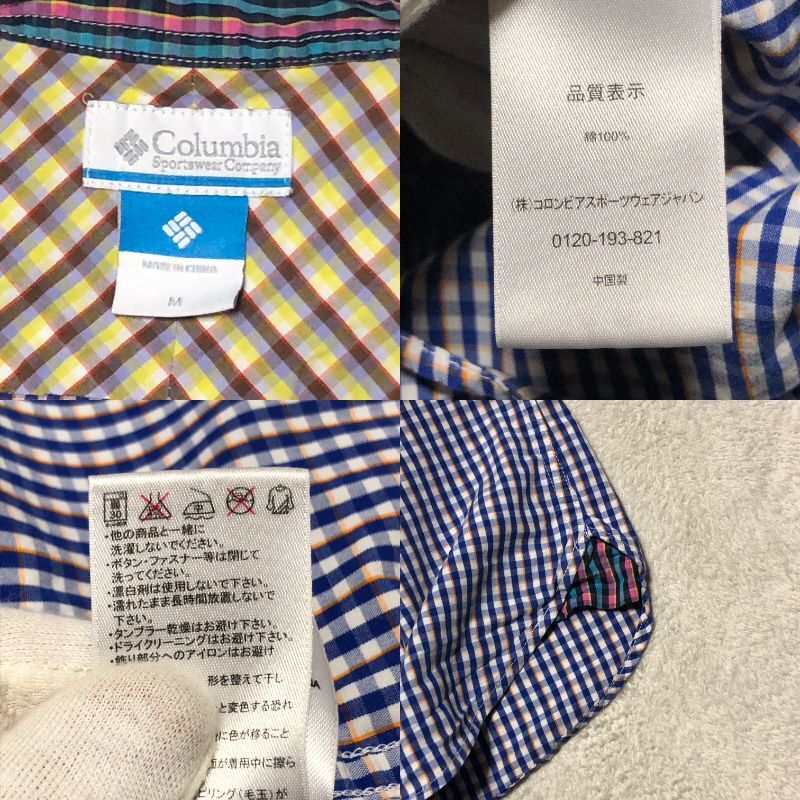 Columbia
Sportswear Company
MADE IN CHINA
M
品質表示
綿100%
(株)コロンビアスポーツウェアジャパン
0120-193-821
中国製
弱
30
中
・他の商品と一緒に
洗濯しないでください。
・ボタン・ファスナー等は閉じて
洗ってください。
・漂白剤は使用しないで下さい。
・濡れたまま長時間放置しないで
下さい。
・タンブラー乾燥はお避け下さい。
・ドライクリーニングはお避け下さい。
・飾り部分へのアイロンはお避け
形を整えて干し
と変色する恐れ
に色が移ること
面が着用中に擦ら
ピリング(毛玉)が